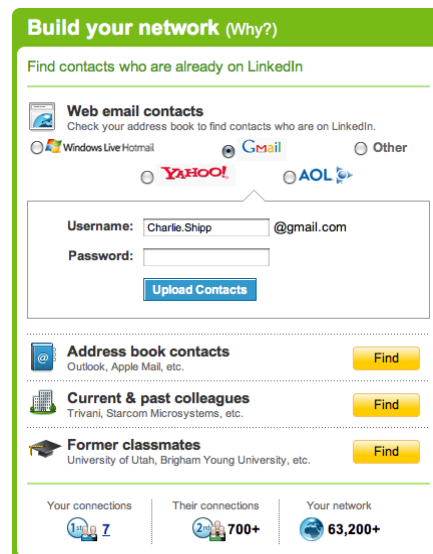 Build your network (Why?)
Find contacts who are already on LinkedIn
Web email contacts
Check your address book to find contacts who are on LinkedIn.
Windows Live Hotmail GMail Other
YAHOO! AOL
Username: Charlie.Shipp @gmail.com
Password:
Upload Contacts
@ Address book contacts
Outlook, Apple Mail, etc.
Find
Current & past colleagues
Trivani, Starcom Microsystems, etc.
Find
Former classmates
University of Utah, Brigham Young University, etc.
Find
Your connections Their connections Your network
1st 7 2nd 700+ 63,200+